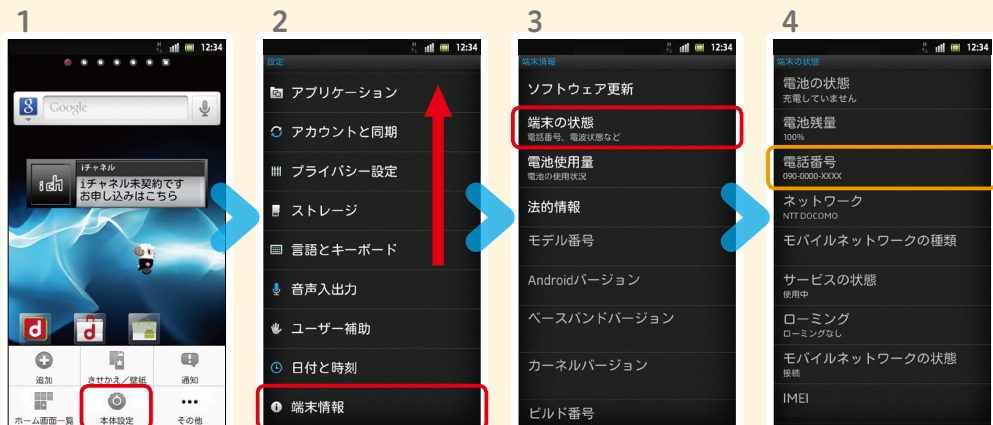 1
12:34
8 Google
iチャネル
ich
iチャネル未契約です
お申し込みはこちら
d
d
追加
きせかえ／壁紙
通知
ホーム画面一覧
本体設定
その他
2
12:34
設定
アプリケーション
アカウントと同期
プライバシー設定
ストレージ
言語とキーボード
音声入出力
ユーザー補助
日付と時刻
端末情報
3
12:34
端末情報
ソフトウェア更新
端末の状態
電話番号、電波状態など
電池使用量
電池の使用状況
法的情報
モデル番号
Androidバージョン
ベースバンドバージョン
カーネルバージョン
ビルド番号
4
12:34
端末の状態
電池の状態
充電していません
電池残量
100%
電話番号
090-0000-XXXX
ネットワーク
NTT DOCOMO
モバイルネットワークの種類
サービスの状態
使用中
ローミング
ローミングなし
モバイルネットワークの状態
接続
IMEI